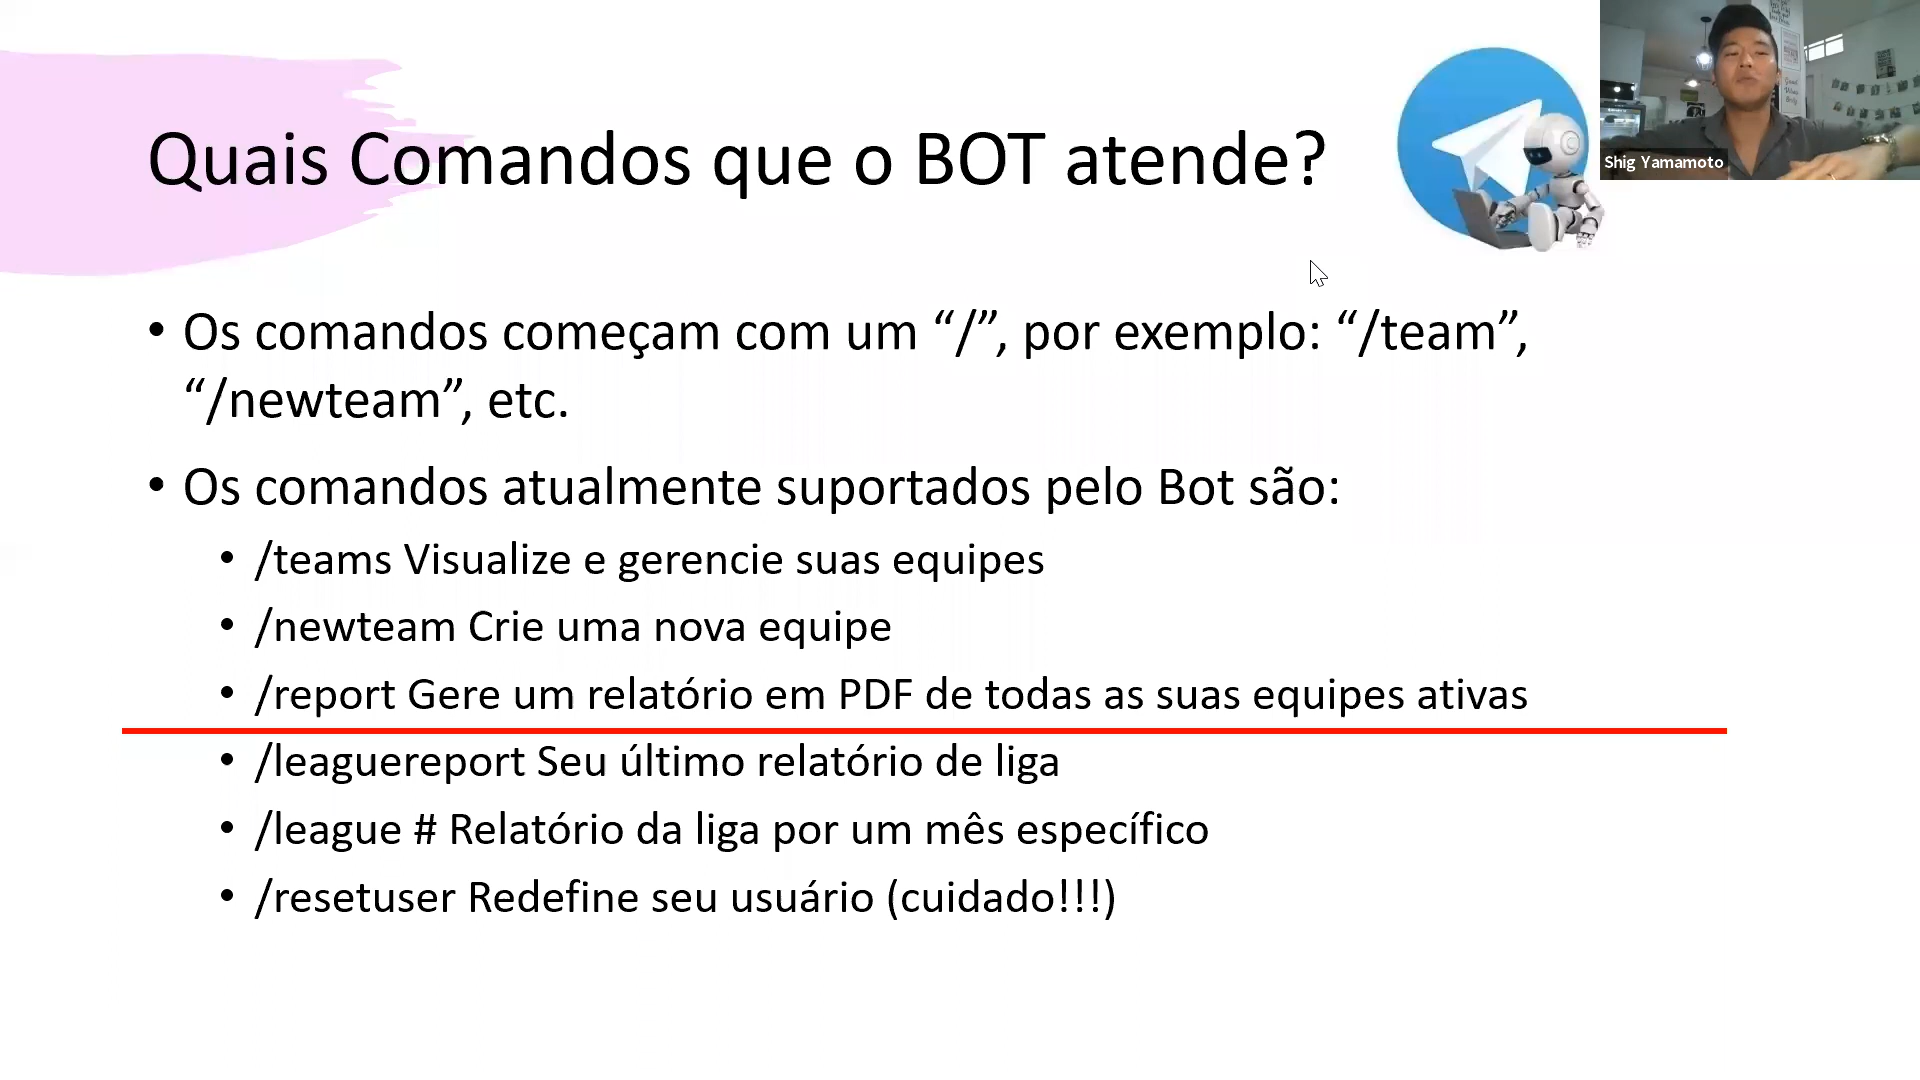 Quais Comandos que o BOT atende?
Shig Yamamoto
• Os comandos começam com um “/”, por exemplo: “/team”,
“/newteam”, etc.
• Os comandos atualmente suportados pelo Bot são:
• /teams Visualize e gerencie suas equipes
• /newteam Crie uma nova equipe
• /report Gere um relatório em PDF de todas as suas equipes ativas
• /leaguereport Seu último relatório de liga
• /league # Relatório da liga por um mês específico
• /resetuser Redefine seu usuário (cuidado!!!)